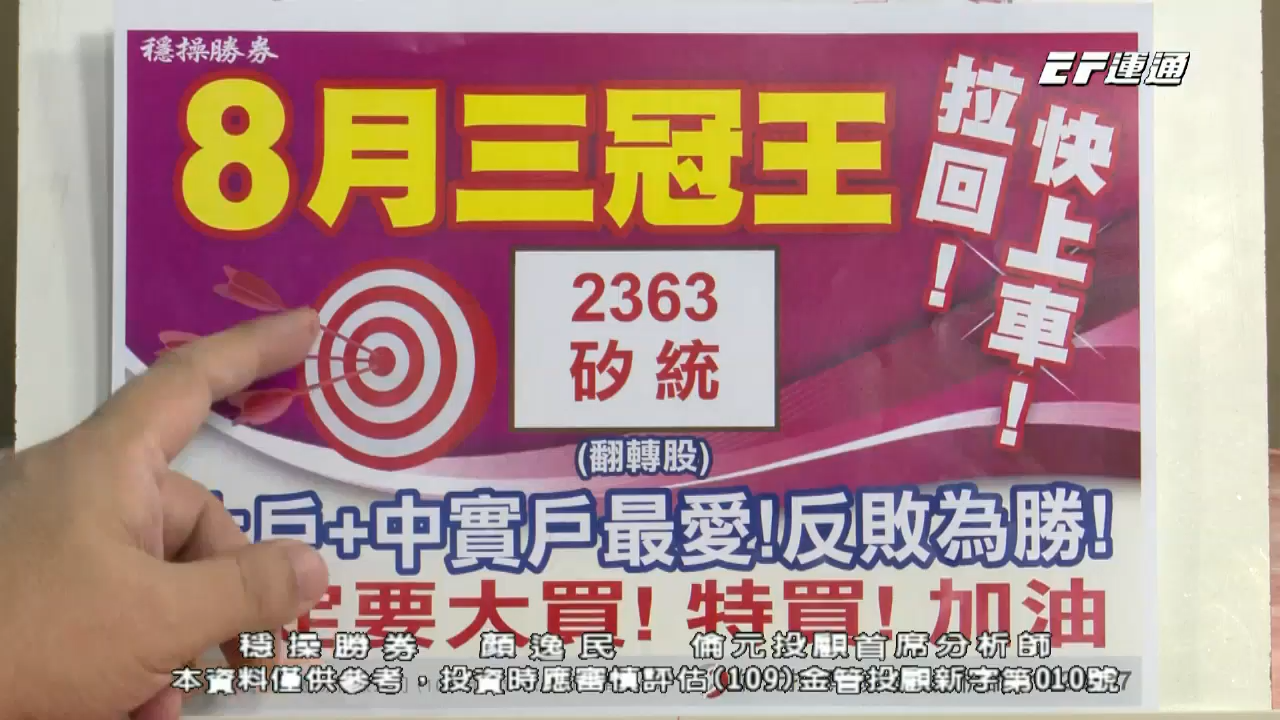 穩操勝券
EF運通
8月三冠王
拉回！
快上車！
2363
矽統
(翻轉股)
戶+中實戶最愛!反敗為勝!
要大買! 特買! 加油
穩操勝券 顏逸民 倫元投顧首席分析師
本資料僅供參考，投資時應審慎評估(109)金管投顧新字第010號